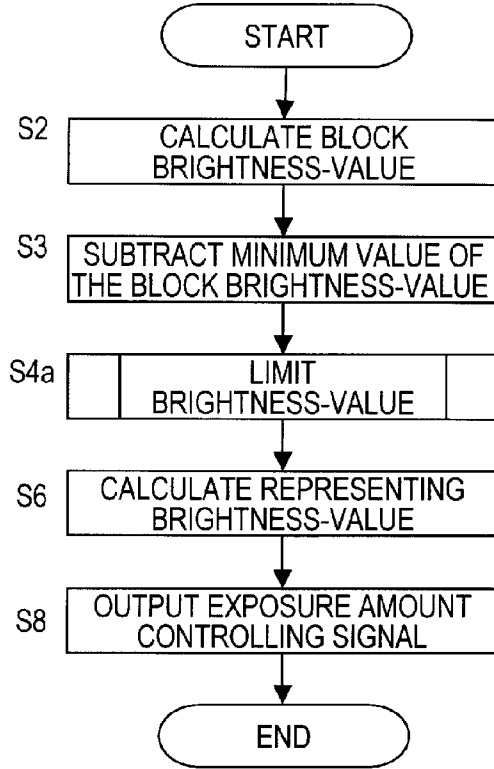 START
S2
CALCULATE BLOCK
BRIGHTNESS-VALUE
S3
SUBTRACT MINIMUM VALUE OF
THE BLOCK BRIGHTNESS-VALUE
S4a
LIMIT
BRIGHTNESS-VALUE
S6
CALCULATE REPRESENTING
BRIGHTNESS-VALUE
S8
OUTPUT EXPOSURE AMOUNT
CONTROLLING SIGNAL
END